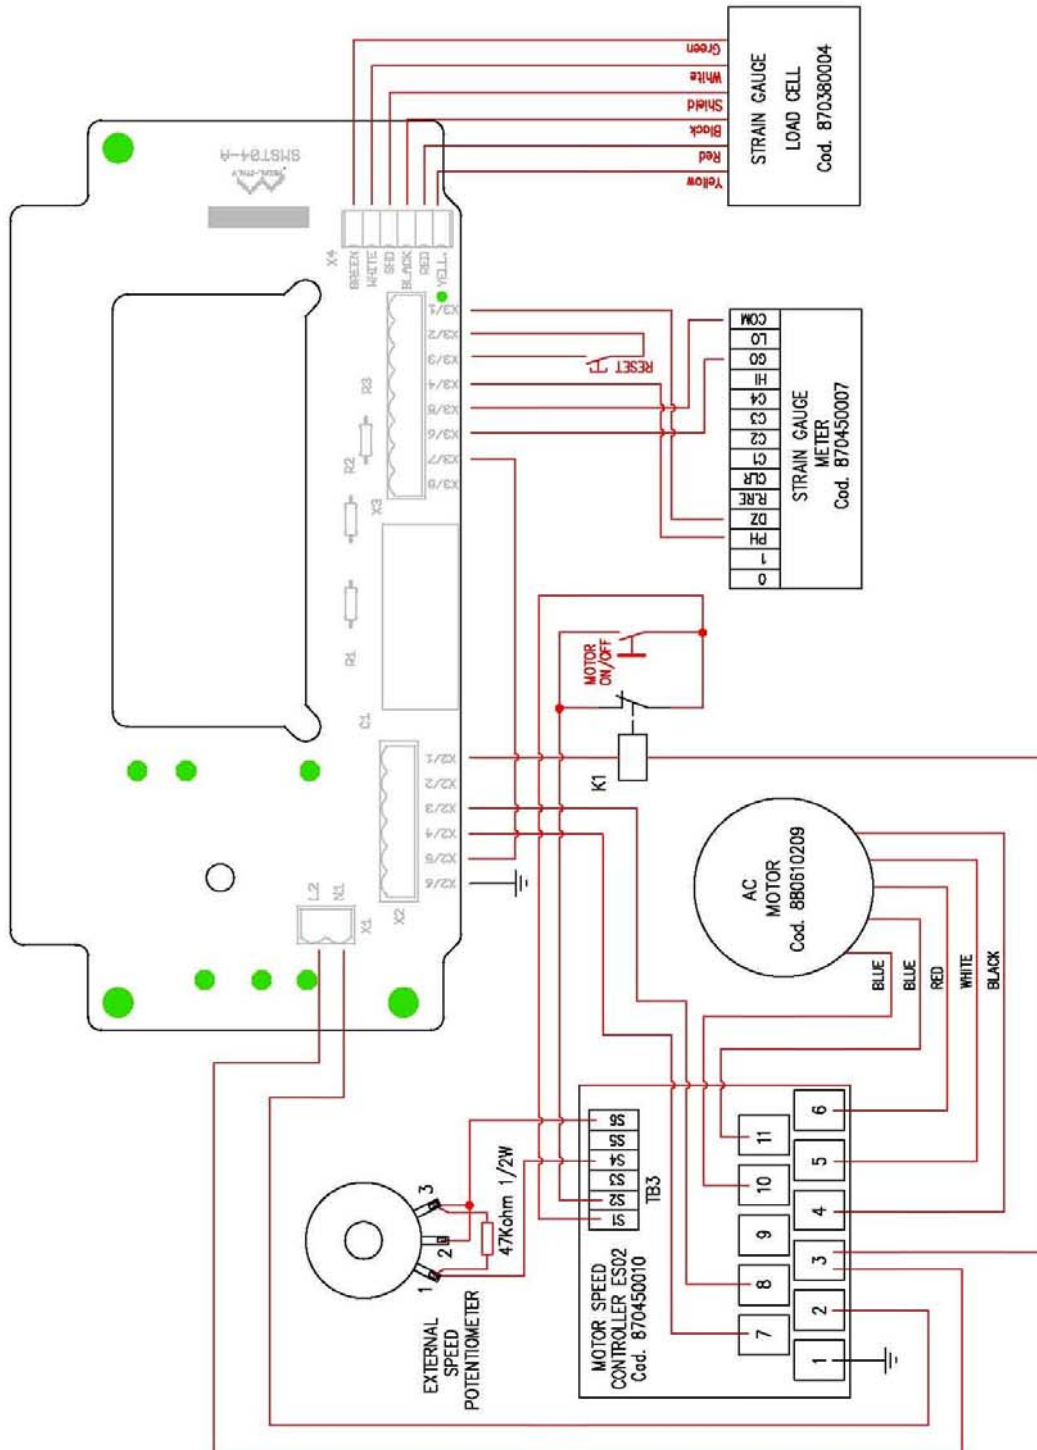 SMST04-A
X4
GREEN
WHITE
SHD
BLACK
RED
YELL.
Green
White
Shield
Black
Red
Yellow
STRAIN GAUGE
LOAD CELL
Cod. 870380004
X3/1
X3/2
X3/3
X3/4
X3/5
X3/6
X3/7
X3/8
X3
R3
R2
R1
C1
RESET
COM
LO
GO
HI
C4
C3
C2
C1
CLR
R.RE
DZ
PH
1
0
STRAIN GAUGE
METER
Cod. 870450007
MOTOR
ON/OFF
K1
X2/1
X2/2
X2/3
X2/4
X2/5
X2/6
X2
L2
N1
X1
AC
MOTOR
Cod. 8B0610209
BLUE
BLUE
RED
WHITE
BLACK
EXTERNAL
SPEED
POTENTIOMETER
1
2
3
47Kohm 1/2W
S6
S5
S4
S3
S2
S1
TB3
MOTOR SPEED
CONTROLLER ES02
Cod. 870450010
7
8
9
10
11
1
2
3
4
5
6